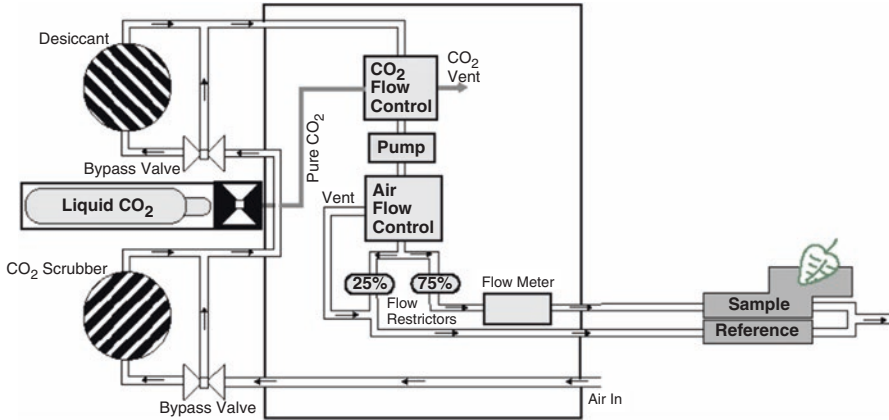 Desiccant
CO2
Flow
Control
CO2
Vent
Pure CO2
Bypass Valve
Pump
Liquid CO2
Vent
Air
Flow
Control
CO2 Scrubber
25%
75%
Flow Meter
Flow
Restrictors
Sample
Reference
Bypass Valve
Air In